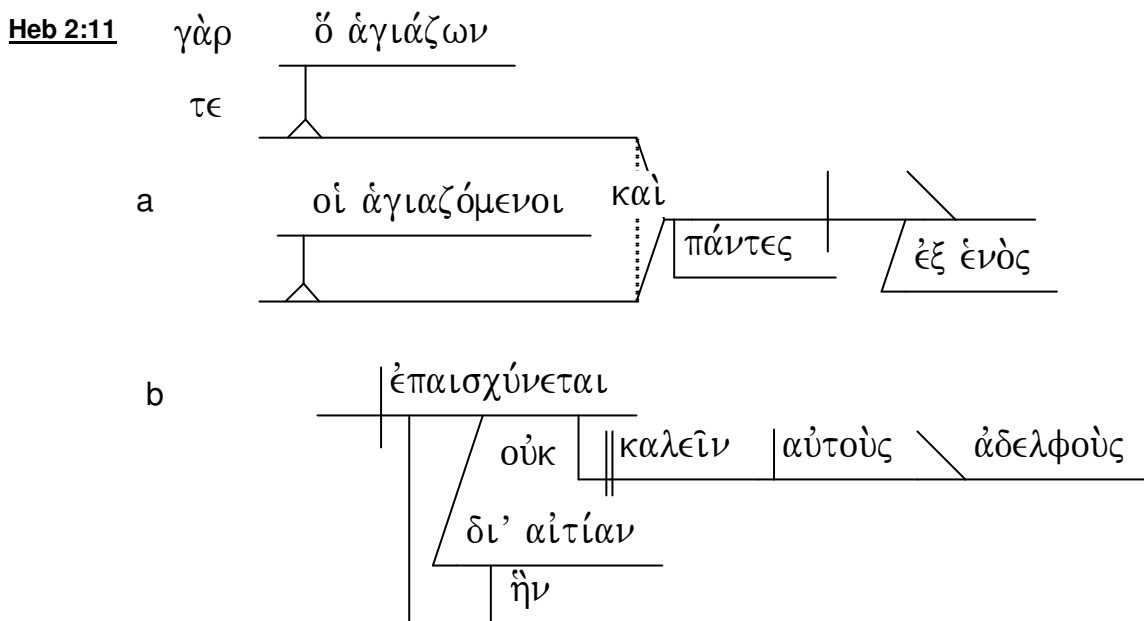 Heb 2:11 γὰρ ὅ ἁγιάζων
τε
a οἱ ἁγιαζόμενοι καὶ
πάντες ἐξ ἑνὸς
b ἐπαισχύνεται
οὐκ καλεῖν αὐτοὺς ἀδελφοὺς
δι’ αἰτίαν
ἣν